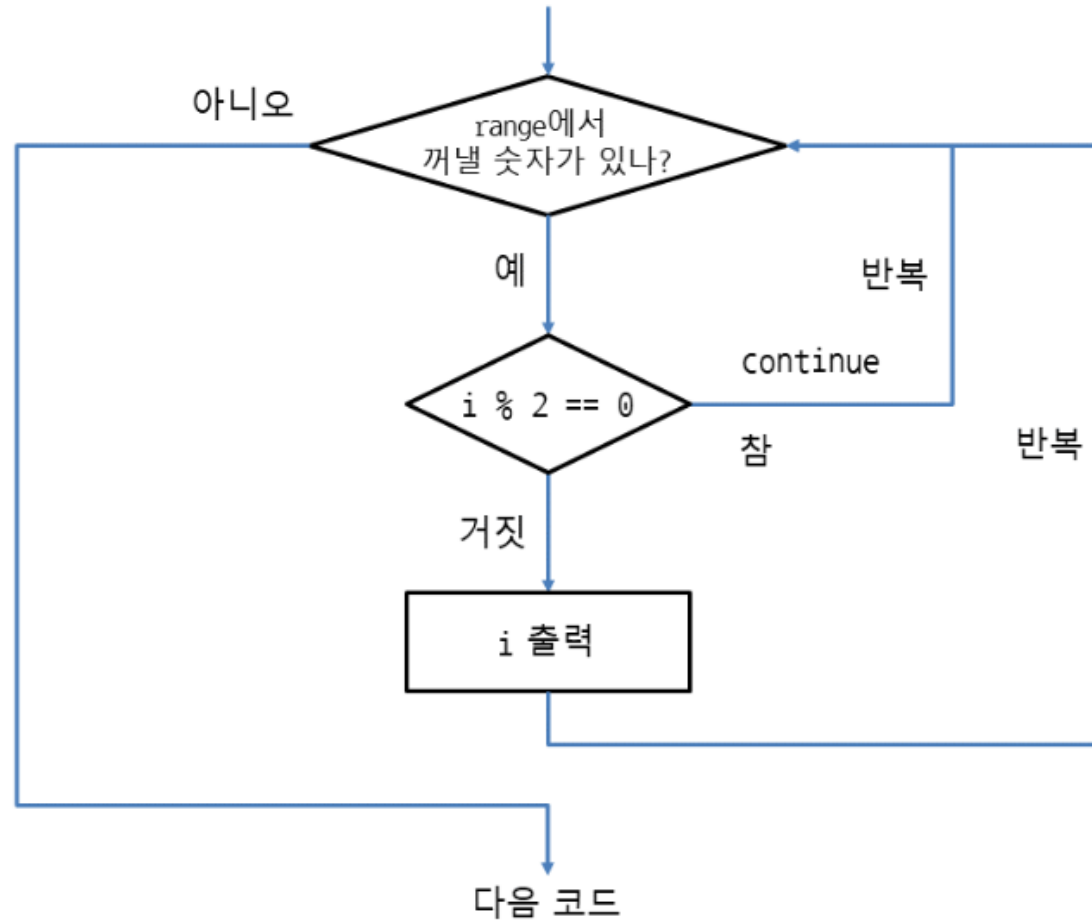 아니오
range에서
꺼낼 숫자가 있나?
예
반복
continue
i % 2 == 0
참
반복
거짓
i 출력
다음 코드